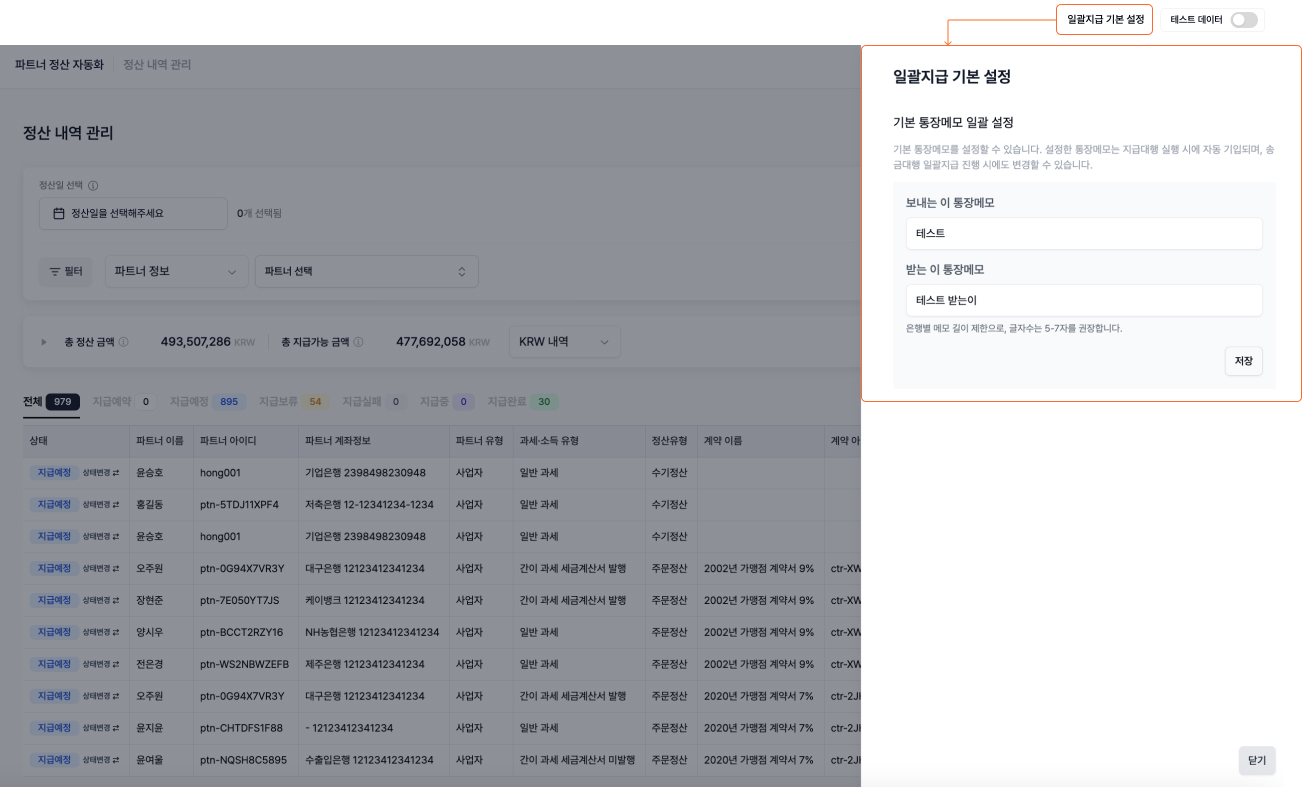 일괄지급 기본 설정
테스트 데이터
파트너 정산 자동화
정산 내역 관리
일괄지급 기본 설정
기본 통장메모 일괄 설정
기본 통장메모를 설정할 수 있습니다. 설정한 통장메모는 지급대행 실행 시에 자동 기입되며, 송
금대행 일괄지급 진행 시에도 변경할 수 있습니다.
보내는 이 통장메모
테스트
받는 이 통장메모
테스트 받는이
은행별 메모 길이 제한으로, 글자수는 5-7자를 권장합니다.
저장
닫기
정산 내역 관리
정산일 선택
정산일을 선택해주세요
0개 선택됨
필터
파트너 정보
파트너 선택
총 정산 금액 493,507,286 KRW 총 지급가능 금액 477,692,058 KRW KRW 내역
전체 979 지급예약 0 지급예정 895 지급보류 54 지급실패 0 지급중 0 지급완료 30
상태 파트너 이름 파트너 아이디 파트너 계좌정보 파트너 유형 과세·소득 유형 정산유형 계약 이름 계약 아
지급예정 상태변경 윤승호 hong001 기업은행 2398498230948 사업자 일반 과세 수기정산
지급예정 상태변경 홍길동 ptn-5TDJ11XPF4 저축은행 12-12341234-1234 사업자 일반 과세 수기정산
지급예정 상태변경 윤승호 hong001 기업은행 2398498230948 사업자 일반 과세 수기정산
지급예정 상태변경 오주원 ptn-0G94X7VR3Y 대구은행 12123412341234 사업자 간이 과세 세금계산서 발행 주문정산 2002년 가맹점 계약서 9% ctr-XW
지급예정 상태변경 장현준 ptn-7E050YT7JS 케이뱅크 12123412341234 사업자 간이 과세 세금계산서 발행 주문정산 2002년 가맹점 계약서 9% ctr-XW
지급예정 상태변경 양시우 ptn-BCCT2RZY16 NH농협은행 12123412341234 사업자 일반 과세 주문정산 2002년 가맹점 계약서 9% ctr-XW
지급예정 상태변경 전은경 ptn-WS2NBWZEFB 제주은행 12123412341234 사업자 일반 과세 주문정산 2002년 가맹점 계약서 9% ctr-XW
지급예정 상태변경 오주원 ptn-0G94X7VR3Y 대구은행 12123412341234 사업자 간이 과세 세금계산서 발행 주문정산 2020년 가맹점 계약서 7% ctr-2JI
지급예정 상태변경 윤지윤 ptn-CHTDFS1F88 - 12123412341234 사업자 일반 과세 주문정산 2020년 가맹점 계약서 7% ctr-2JI
지급예정 상태변경 윤여울 ptn-NQSH8C5895 수출입은행 12123412341234 사업자 간이 과세 세금계산서 미발행 주문정산 2020년 가맹점 계약서 7% ctr-2JI